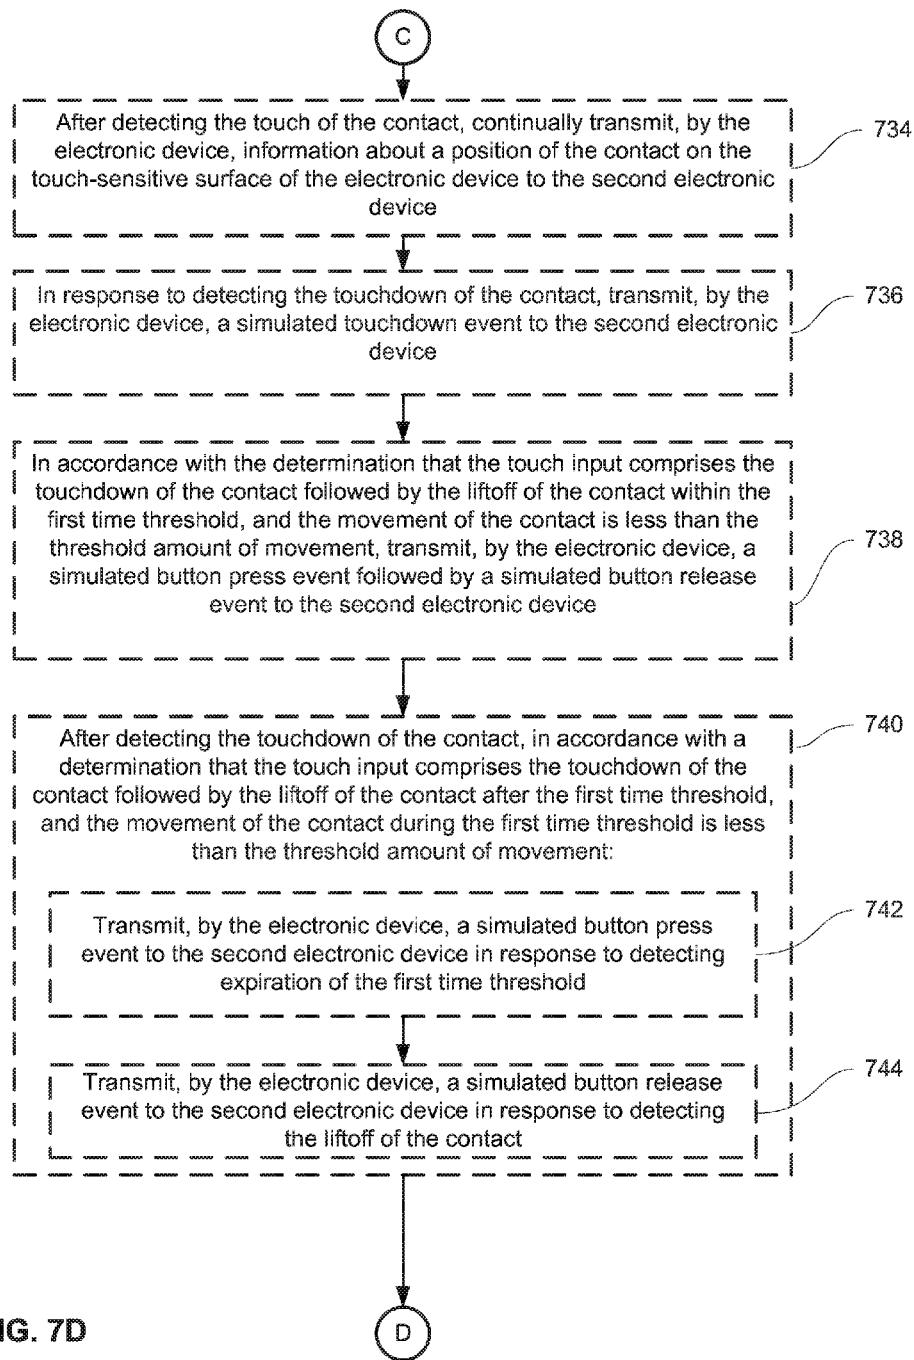 C
After detecting the touch of the contact, continually transmit, by the
electronic device, information about a position of the contact on the
touch-sensitive surface of the electronic device to the second electronic
device
734
In response to detecting the touchdown of the contact, transmit, by the
electronic device, a simulated touchdown event to the second electronic
device
736
In accordance with the determination that the touch input comprises the
touchdown of the contact followed by the liftoff of the contact within the
first time threshold, and the movement of the contact is less than the
threshold amount of movement, transmit, by the electronic device, a
simulated button press event followed by a simulated button release
event to the second electronic device
738
After detecting the touchdown of the contact, in accordance with a
determination that the touch input comprises the touchdown of the
contact followed by the liftoff of the contact after the first time threshold,
and the movement of the contact during the first time threshold is less
than the threshold amount of movement:
740
Transmit, by the electronic device, a simulated button press
event to the second electronic device in response to detecting
expiration of the first time threshold
742
Transmit, by the electronic device, a simulated button release
event to the second electronic device in response to detecting
the liftoff of the contact
744
D
IG. 7D